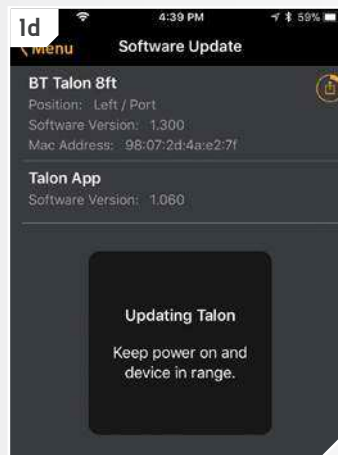 1d
4:39 PM
59%
Menu
Software Update
BT Talon 8ft
Position: Left / Port
Software Version: 1.300
Mac Address: 98:07:2d:4a:e2:7f
Talon App
Software Version: 1.060
Updating Talon
Keep power on and
device in range.